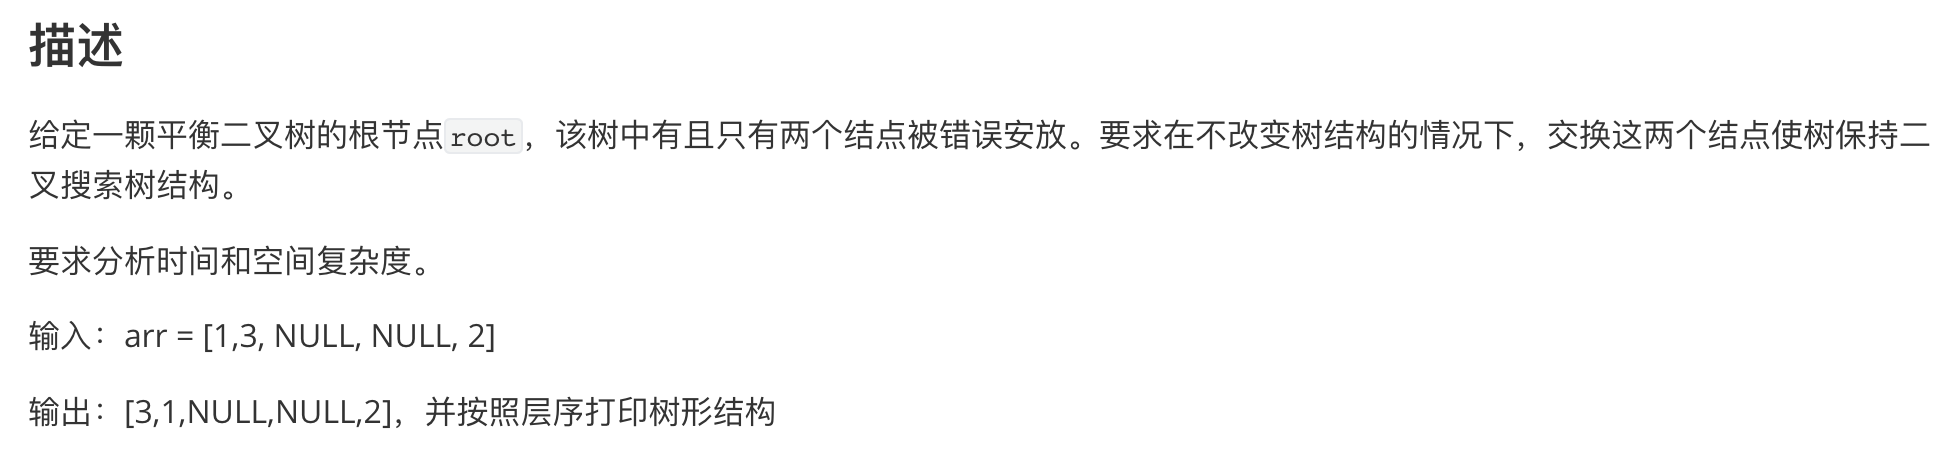 描述
给定一颗平衡二叉树的根节点root，该树中有且只有两个结点被错误安放。要求在不改变树结构的情况下，交换这两个结点使树保持二
叉搜索树结构。
要求分析时间和空间复杂度。
输入：arr = [1,3, NULL, NULL, 2]
输出：[3,1,NULL,NULL,2]，并按照层序打印树形结构